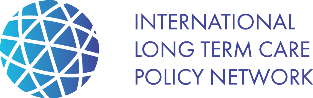 INTERNATIONAL
LONG TERM CARE
POLICY NETWORK